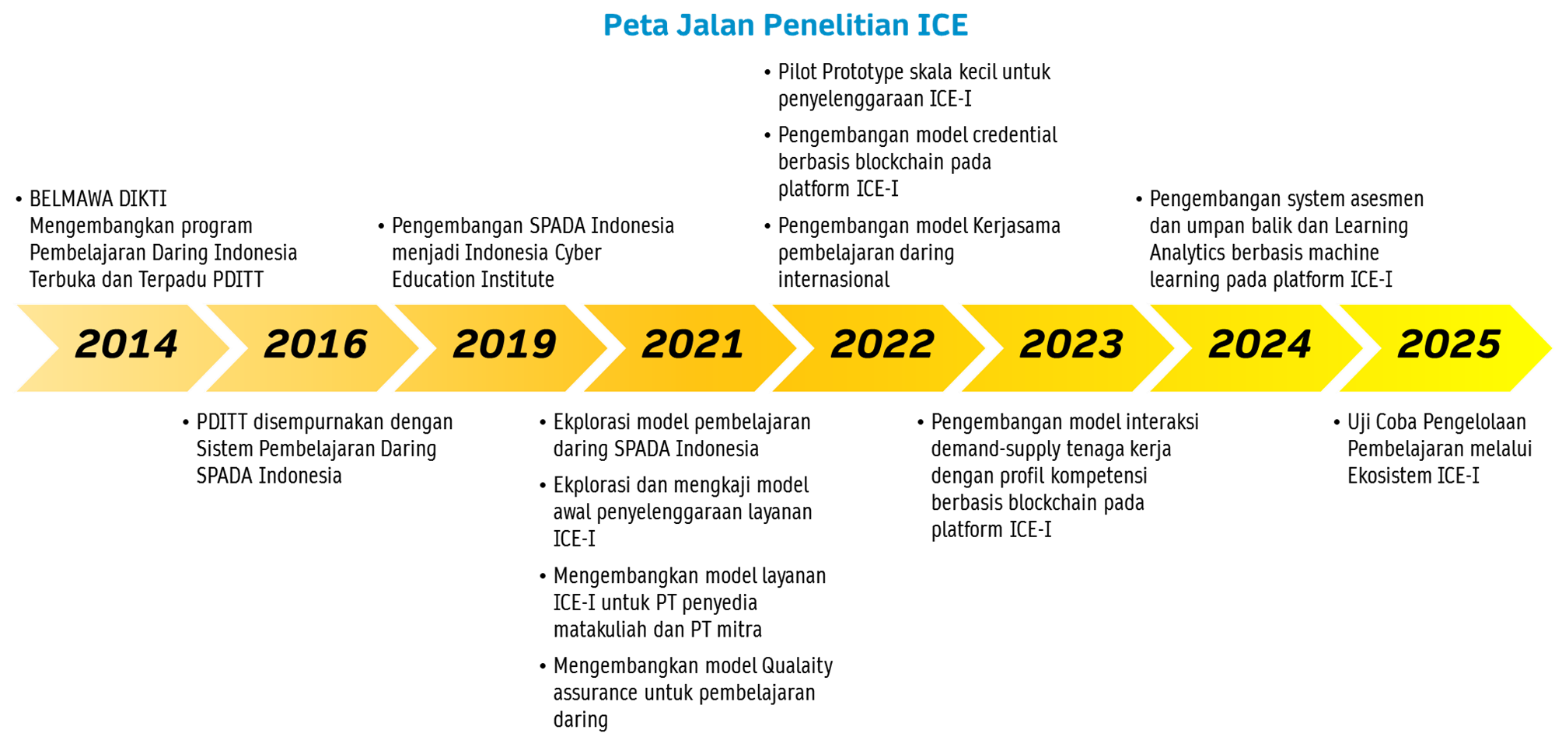 Peta Jalan Penelitian ICE
• BELMAWA DIKTI
Mengembangkan program
Pembelajaran Daring Indonesia
Terbuka dan Terpadu PDITT
• Pengembangan SPADA Indonesia
menjadi Indonesia Cyber
Education Institute
• Pilot Prototype skala kecil untuk
penyelenggaraan ICE-I
• Pengembangan model credential
berbasis blockchain pada
platform ICE-I
• Pengembangan model Kerjasama
pembelajaran daring
internasional
• Pengembangan system asesmen
dan umpan balik dan Learning
Analytics berbasis machine
learning pada platform ICE-I
2014
2016
2019
2021
2022
2023
2024
2025
• PDITT disempurnakan dengan
Sistem Pembelajaran Daring
SPADA Indonesia
• Ekplorasi model pembelajaran
daring SPADA Indonesia
• Ekplorasi dan mengkaji model
awal penyelenggaraan layanan
ICE-I
• Mengembangkan model layanan
ICE-I untuk PT penyedia
matakuliah dan PT mitra
• Mengembangkan model Qualaity
assurance untuk pembelajaran
daring
• Pengembangan model interaksi
demand-supply tenaga kerja
dengan profil kompetensi
berbasis blockchain pada
platform ICE-I
• Uji Coba Pengelolaan
Pembelajaran melalui
Ekosistem ICE-I